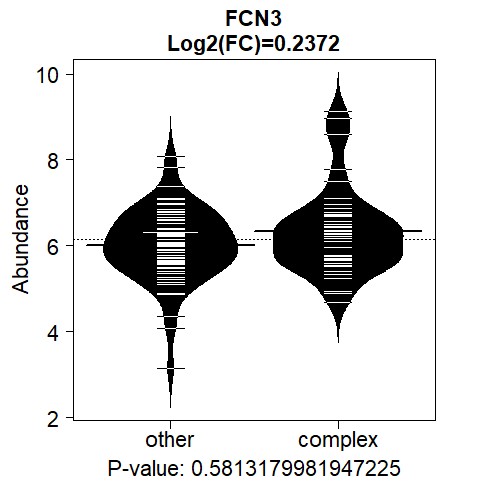 FCN3
Log2(FC)=0.2372
Abundance
10
8
6
4
2
other complex
P-value: 0.5813179981947225